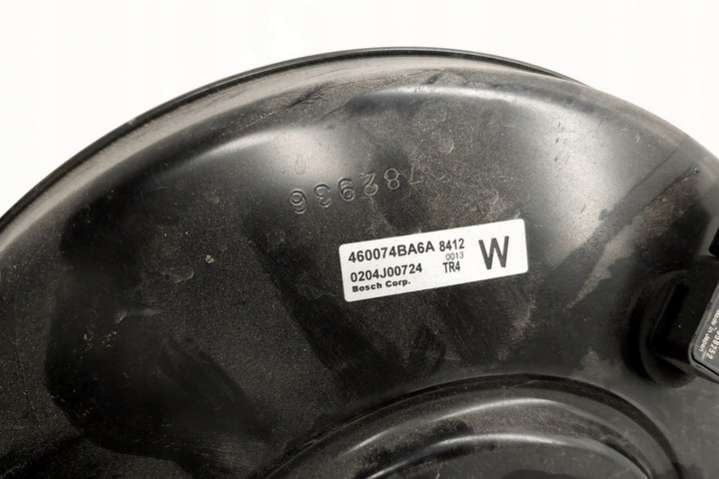 782936
460074BA6A 8412
0013
0204J00724 TR4
Bosch Corp.
W